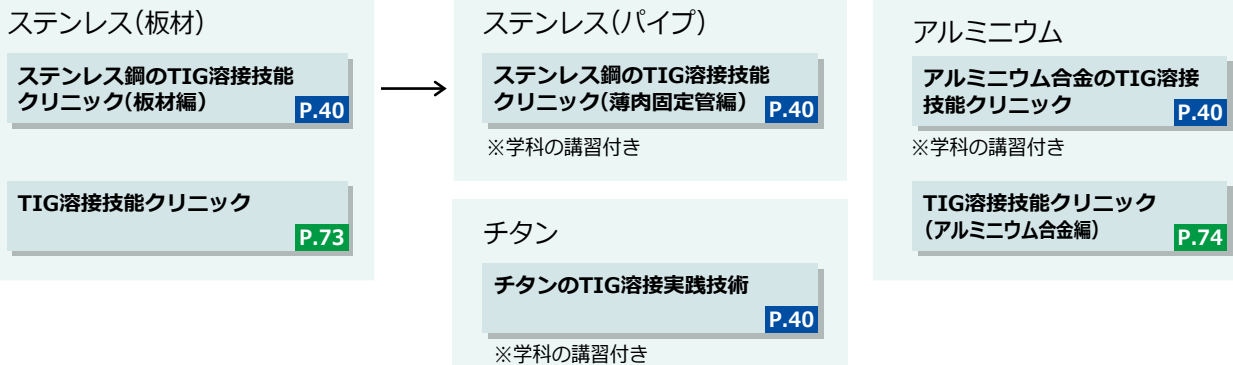 ステンレス(板材)
ステンレス鋼のTIG溶接技能
クリニック(板材編)
P.40
TIG溶接技能クリニック
P.73
ステンレス(パイプ)
ステンレス鋼のTIG溶接技能
クリニック(薄肉固定管編)
P.40
※学科の講習付き
チタン
チタンのTIG溶接実践技術
P.40
※学科の講習付き
アルミニウム
アルミニウム合金のTIG溶接
技能クリニック
P.40
※学科の講習付き
TIG溶接技能クリニック
(アルミニウム合金編)
P.74